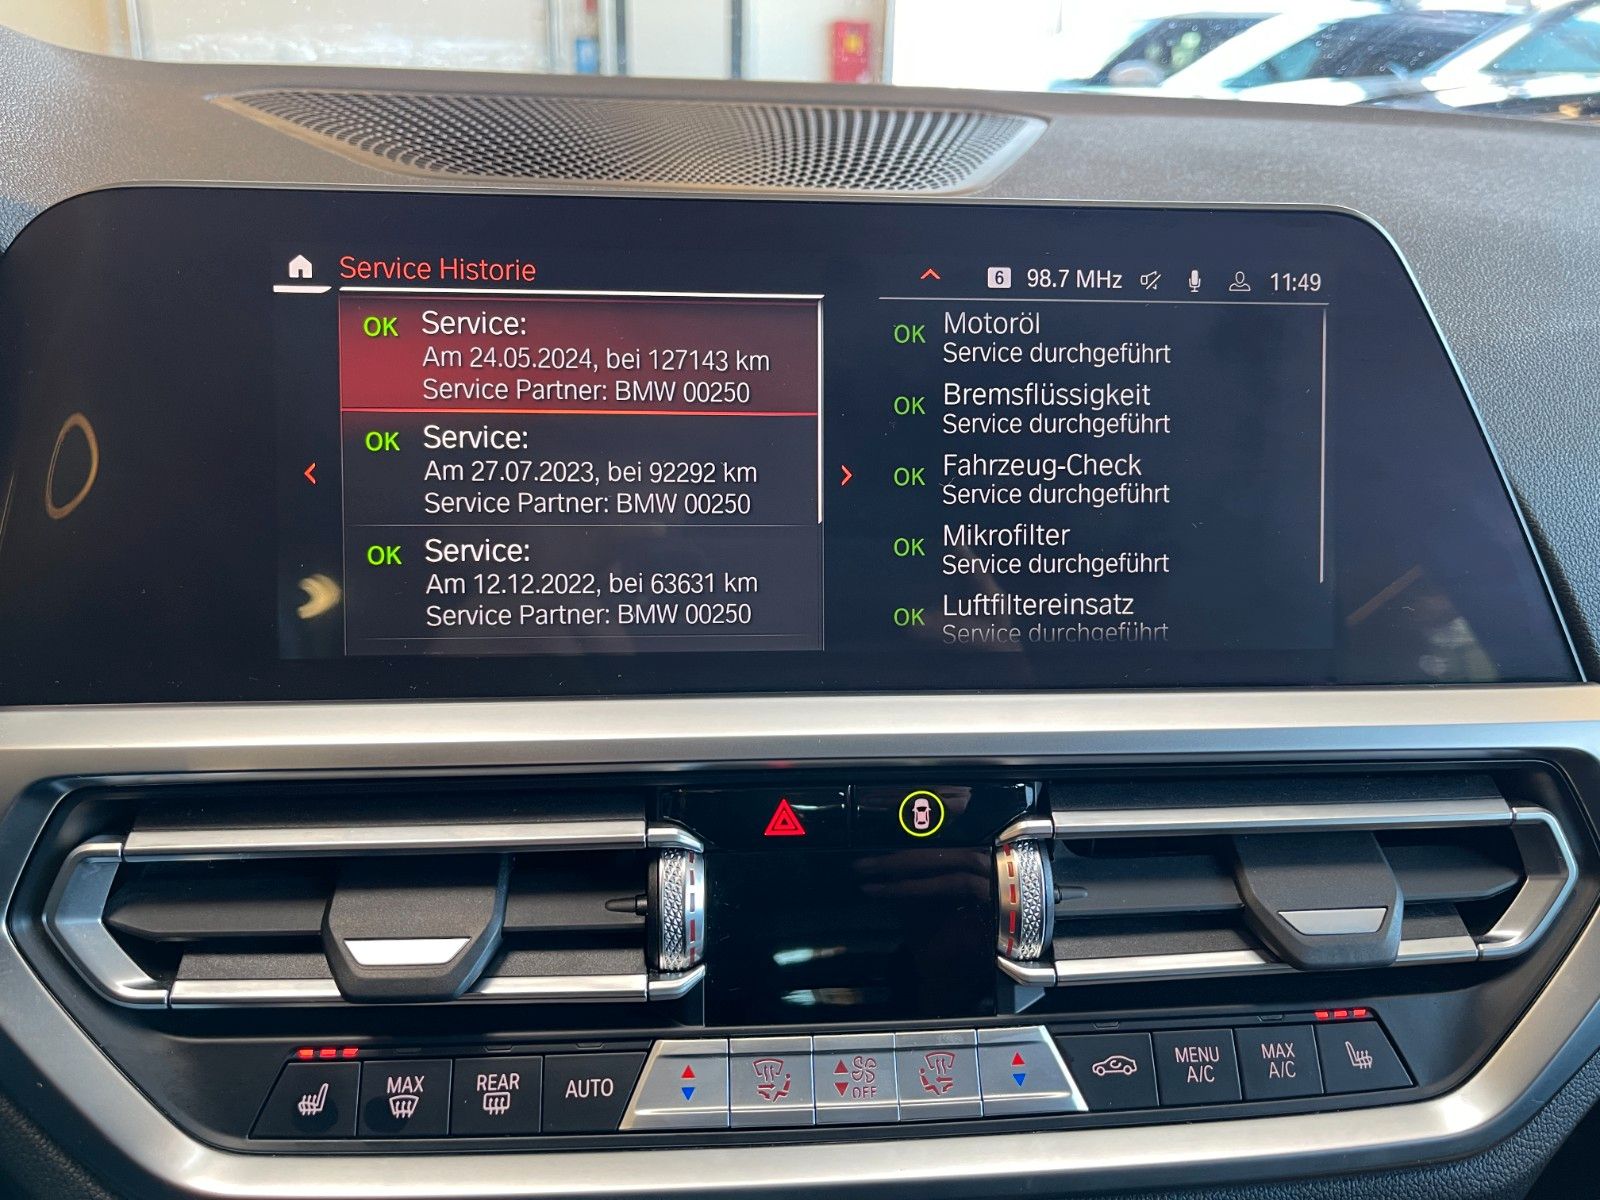 Service Historie
6 98.7 MHz 11:49
OK Service:
Am 24.05.2024, bei 127143 km
Service Partner: BMW 00250
OK Service:
Am 27.07.2023, bei 92292 km
Service Partner: BMW 00250
OK Service:
Am 12.12.2022, bei 63631 km
Service Partner: BMW 00250
OK Motoröl
Service durchgeführt
OK Bremsflüssigkeit
Service durchgeführt
OK Fahrzeug-Check
Service durchgeführt
OK Mikrofilter
Service durchgeführt
OK Luftfiltereinsatz
Service durchgeführt
MAX
REAR
AUTO
OFF
MENU
A/C
MAX
A/C